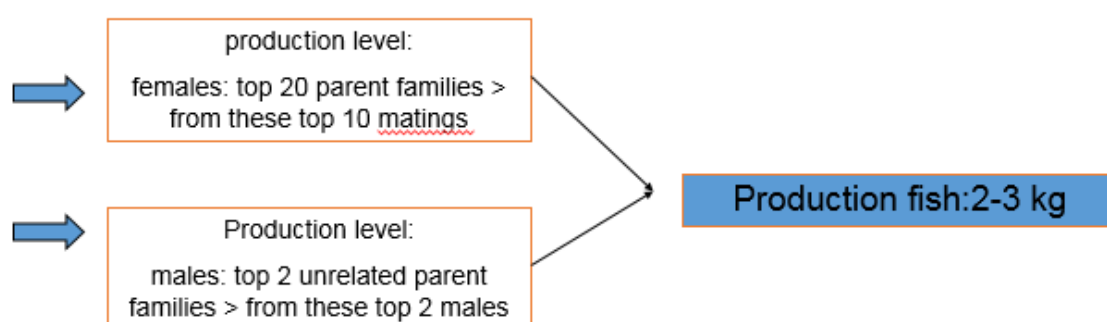 production level:
females: top 20 parent families >
from these top 10 matings
Production level:
males: top 2 unrelated parent
families > from these top 2 males
Production fish:2-3 kg